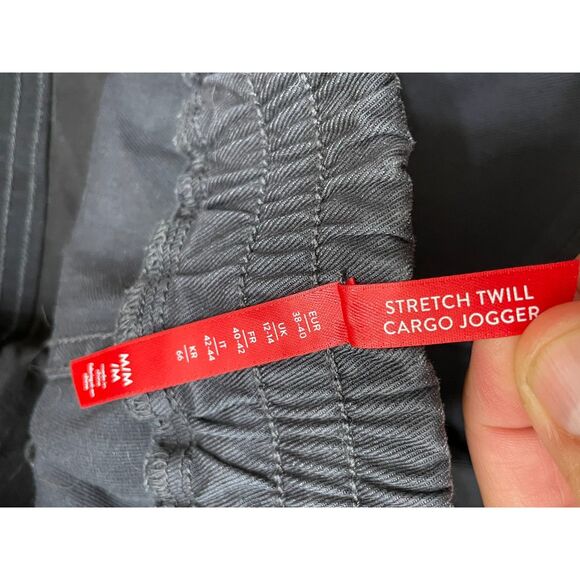 STRETCH TWILL
CARGO JOGGER
M/M
/M
EUR
38-40
UK
12-14
FR
40-42
IT
42-44
KR
66